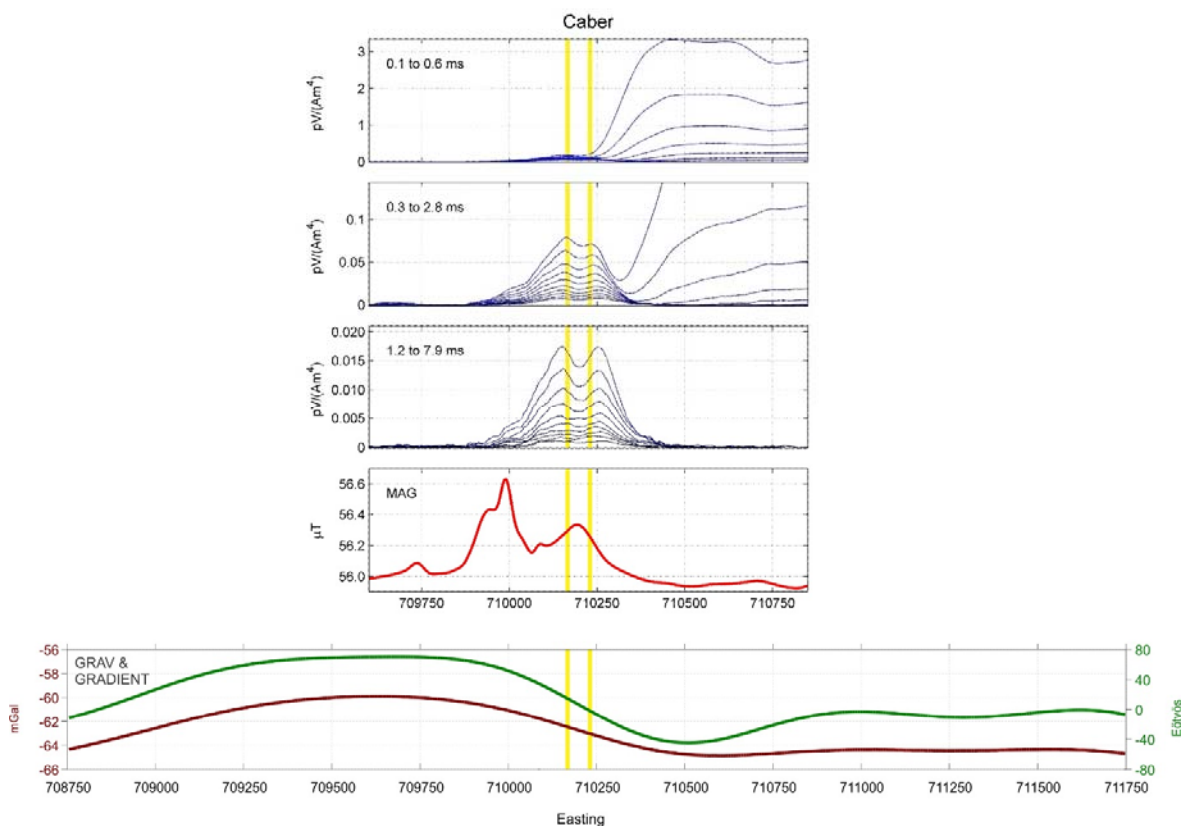 Caber
0.1 to 0.6 ms
pV/(Am⁴)
3
2
1
0
0.3 to 2.8 ms
pV/(Am⁴)
0.1
0.05
0
1.2 to 7.9 ms
pV/(Am⁴)
0.020
0.015
0.01
0.005
0
MAG
µT
56.6
56.4
56.2
56.0
709750 710000 710250 710500 710750
GRAV &
GRADIENT
mGal
-56
-58
-60
-62
-64
-66
80
40
0
-40
-80
Eötvös
708750 709000 709250 709500 709750 710000 710250 710500 710750 711000 711250 711500 711750
Easting